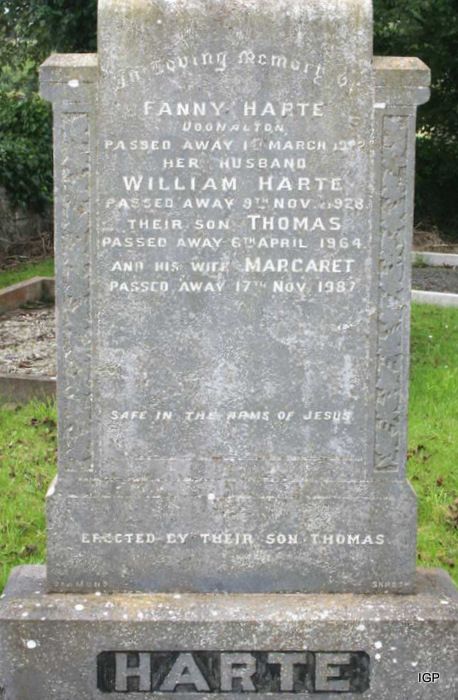 In Loving Memory of
FANNY HARTE
DOONALTON
PASSED AWAY MARCH
HER HUSBAND
WILLIAM HARTE
PASSED AWAY 9TH NOV. 1928
THEIR SON THOMAS
PASSED AWAY 6TH APRIL 1964
AND HIS WIFE MARGARET
PASSED AWAY 17TH NOV. 1987
SAFE IN THE ARMS OF JESUS
ERECTED BY THEIR SON THOMAS
HARTE
IGP